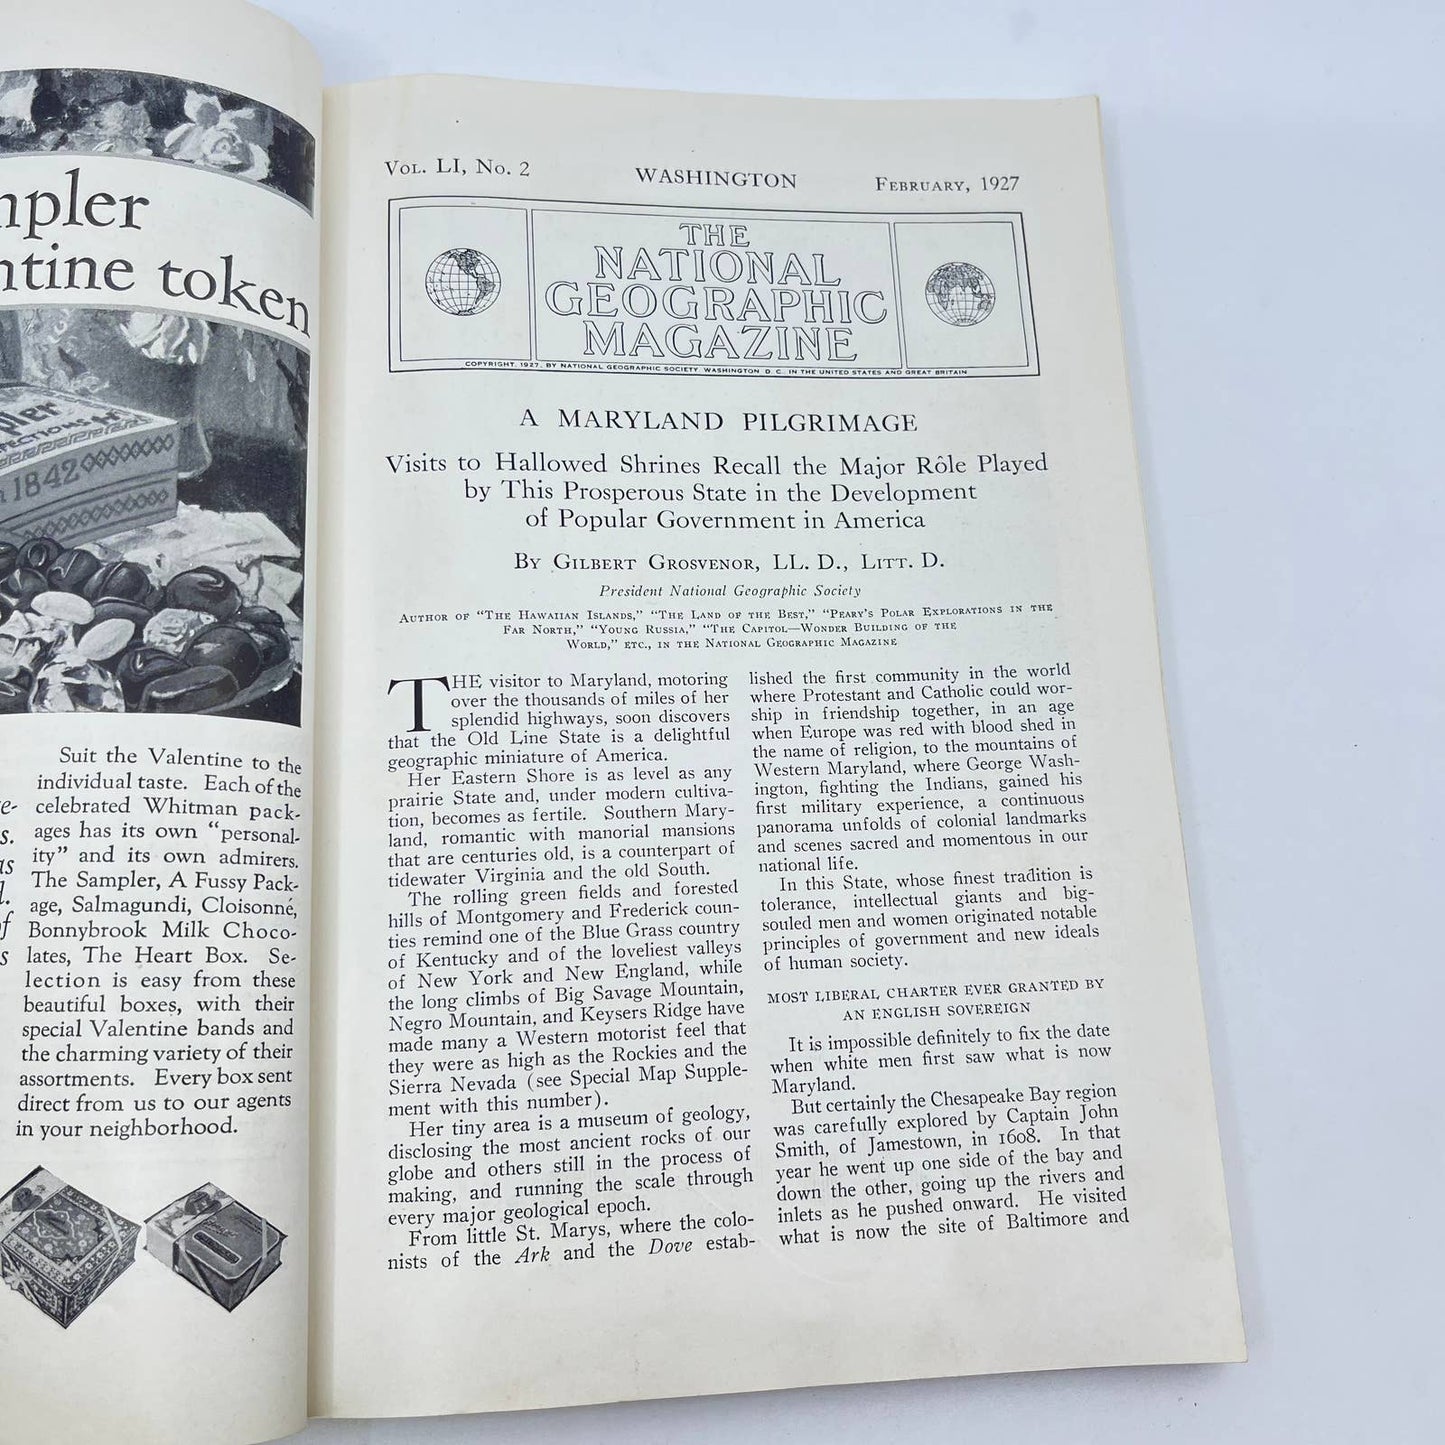 mpler
ntine token
pler
ECTIONS
1842
e-
s.
as
l.
of
s
Suit the Valentine to the
individual taste. Each of the
celebrated Whitman pack-
ages has its own "personal-
ity" and its own admirers.
The Sampler, A Fussy Pack-
age, Salmagundi, Cloisonné,
Bonnybrook Milk Choco-
lates, The Heart Box. Se-
lection is easy from these
beautiful boxes, with their
special Valentine bands and
the charming variety of their
assortments. Every box sent
direct from us to our agents
in your neighborhood.
Vol. LI, No. 2 WASHINGTON February, 1927
THE
NATIONAL
GEOGRAPHIC
MAGAZINE
COPYRIGHT, 1927, BY NATIONAL GEOGRAPHIC SOCIETY, WASHINGTON D. C. IN THE UNITED STATES AND GREAT BRITAIN
A MARYLAND PILGRIMAGE
Visits to Hallowed Shrines Recall the Major Rôle Played
by This Prosperous State in the Development
of Popular Government in America
By Gilbert Grosvenor, LL. D., Litt. D.
President National Geographic Society
Author of "The Hawaiian Islands," "The Land of the Best," "Peary's Polar Explorations in the
Far North," "Young Russia," "The Capitol—Wonder Building of the
World," etc., in the National Geographic Magazine
THE visitor to Maryland, motoring
over the thousands of miles of her
splendid highways, soon discovers
that the Old Line State is a delightful
geographic miniature of America.
Her Eastern Shore is as level as any
prairie State and, under modern cultiva-
tion, becomes as fertile. Southern Mary-
land, romantic with manorial mansions
that are centuries old, is a counterpart of
tidewater Virginia and the old South.
The rolling green fields and forested
hills of Montgomery and Frederick coun-
ties remind one of the Blue Grass country
of Kentucky and of the loveliest valleys
of New York and New England, while
the long climbs of Big Savage Mountain,
Negro Mountain, and Keysers Ridge have
made many a Western motorist feel that
they were as high as the Rockies and the
Sierra Nevada (see Special Map Supple-
ment with this number).
Her tiny area is a museum of geology,
disclosing the most ancient rocks of our
globe and others still in the process of
making, and running the scale through
every major geological epoch.
From little St. Marys, where the colo-
nists of the Ark and the Dove estab-
lished the first community in the world
where Protestant and Catholic could wor-
ship in friendship together, in an age
when Europe was red with blood shed in
the name of religion, to the mountains of
Western Maryland, where George Wash-
ington, fighting the Indians, gained his
first military experience, a continuous
panorama unfolds of colonial landmarks
and scenes sacred and momentous in our
national life.
In this State, whose finest tradition is
tolerance, intellectual giants and big-
souled men and women originated notable
principles of government and new ideals
of human society.
MOST LIBERAL CHARTER EVER GRANTED BY
AN ENGLISH SOVEREIGN
It is impossible definitely to fix the date
when white men first saw what is now
Maryland.
But certainly the Chesapeake Bay region
was carefully explored by Captain John
Smith, of Jamestown, in 1608. In that
year he went up one side of the bay and
down the other, going up the rivers and
inlets as he pushed onward. He visited
what is now the site of Baltimore and